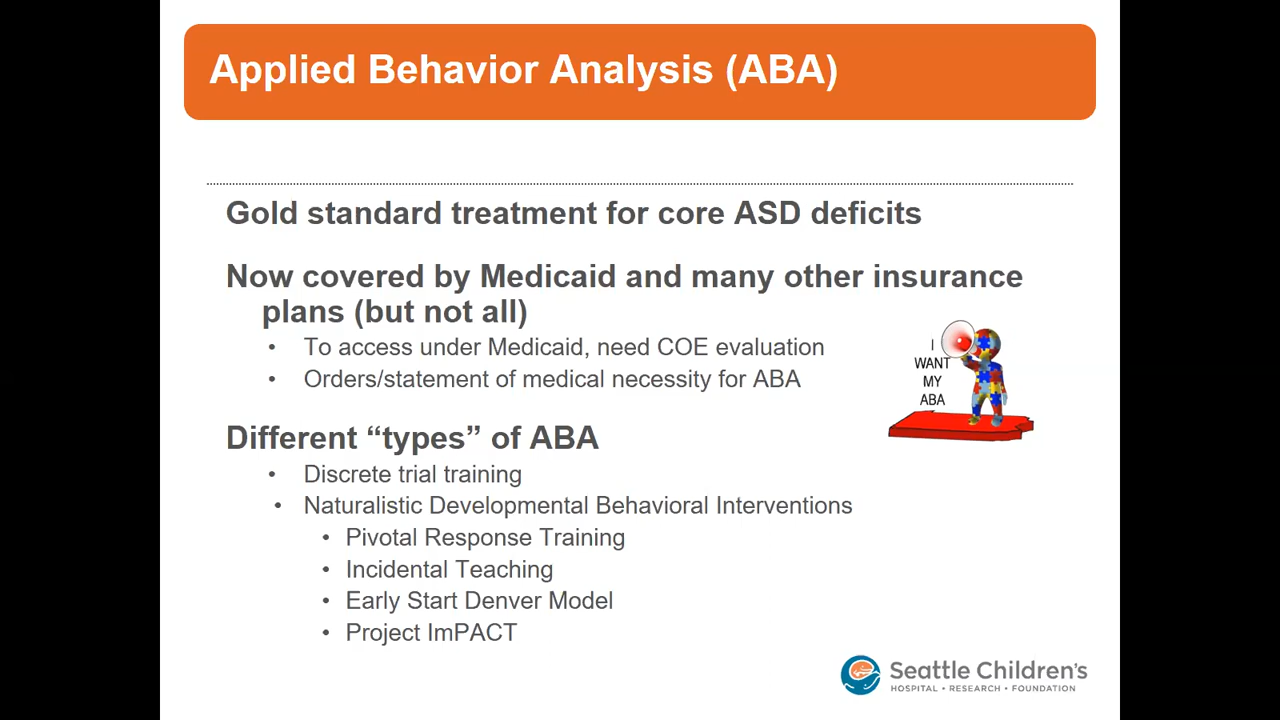 Applied Behavior Analysis (ABA)
Gold standard treatment for core ASD deficits
Now covered by Medicaid and many other insurance
plans (but not all)
• To access under Medicaid, need COE evaluation
• Orders/statement of medical necessity for ABA
I
WANT
MY
ABA
Different “types” of ABA
• Discrete trial training
• Naturalistic Developmental Behavioral Interventions
• Pivotal Response Training
• Incidental Teaching
• Early Start Denver Model
• Project ImPACT
Seattle Children's
HOSPITAL • RESEARCH • FOUNDATION